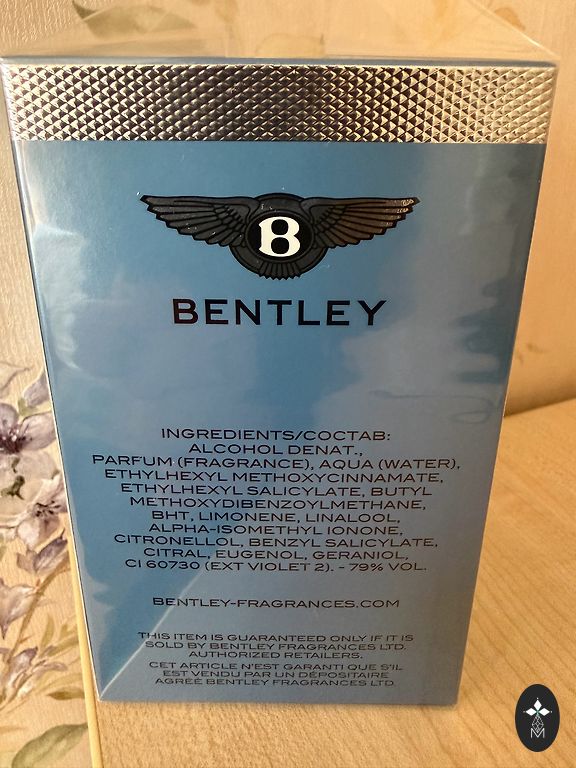 B
BENTLEY
INGREDIENTS/СОСТАВ:
ALCOHOL DENAT.,
PARFUM (FRAGRANCE), AQUA (WATER),
ETHYLHEXYL METHOXYCINNAMATE,
ETHYLHEXYL SALICYLATE, BUTYL
METHOXYDIBENZOYLMETHANE,
BHT, LIMONENE, LINALOOL,
ALPHA-ISOMETHYL IONONE,
CITRONELLOL, BENZYL SALICYLATE,
CITRAL, EUGENOL, GERANIOL,
CI 60730 (EXT VIOLET 2). - 79% VOL.
BENTLEY-FRAGRANCES.COM
THIS ITEM IS GUARANTEED ONLY IF IT IS
SOLD BY BENTLEY FRAGRANCES LTD.
AUTHORIZED RETAILERS.
CET ARTICLE N'EST GARANTI QUE S'IL
EST VENDU PAR UN DÉPOSITAIRE
AGRÉÉ BENTLEY FRAGRANCES LTD
M